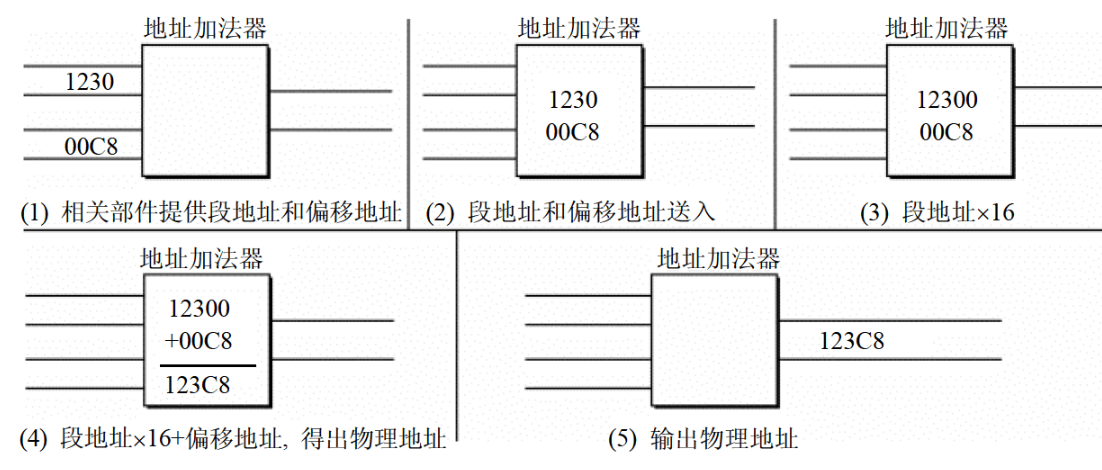 地址加法器
1230
00C8
(1) 相关部件提供段地址和偏移地址
地址加法器
1230
00C8
(2) 段地址和偏移地址送入
地址加法器
12300
00C8
(3) 段地址×16
地址加法器
12300
+00C8
123C8
(4) 段地址×16+偏移地址, 得出物理地址
地址加法器
123C8
(5) 输出物理地址